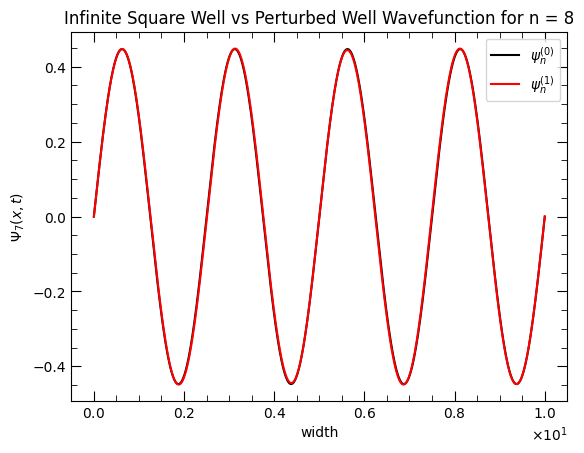 Infinite Square Well vs Perturbed Well Wavefunction for n = 8
ψₙ⁽⁰⁾
ψₙ⁽¹⁾
Ψ₇(x, t)
0.4
0.2
0.0
−0.2
−0.4
0.0 0.2 0.4 0.6 0.8 1.0
width
×10¹